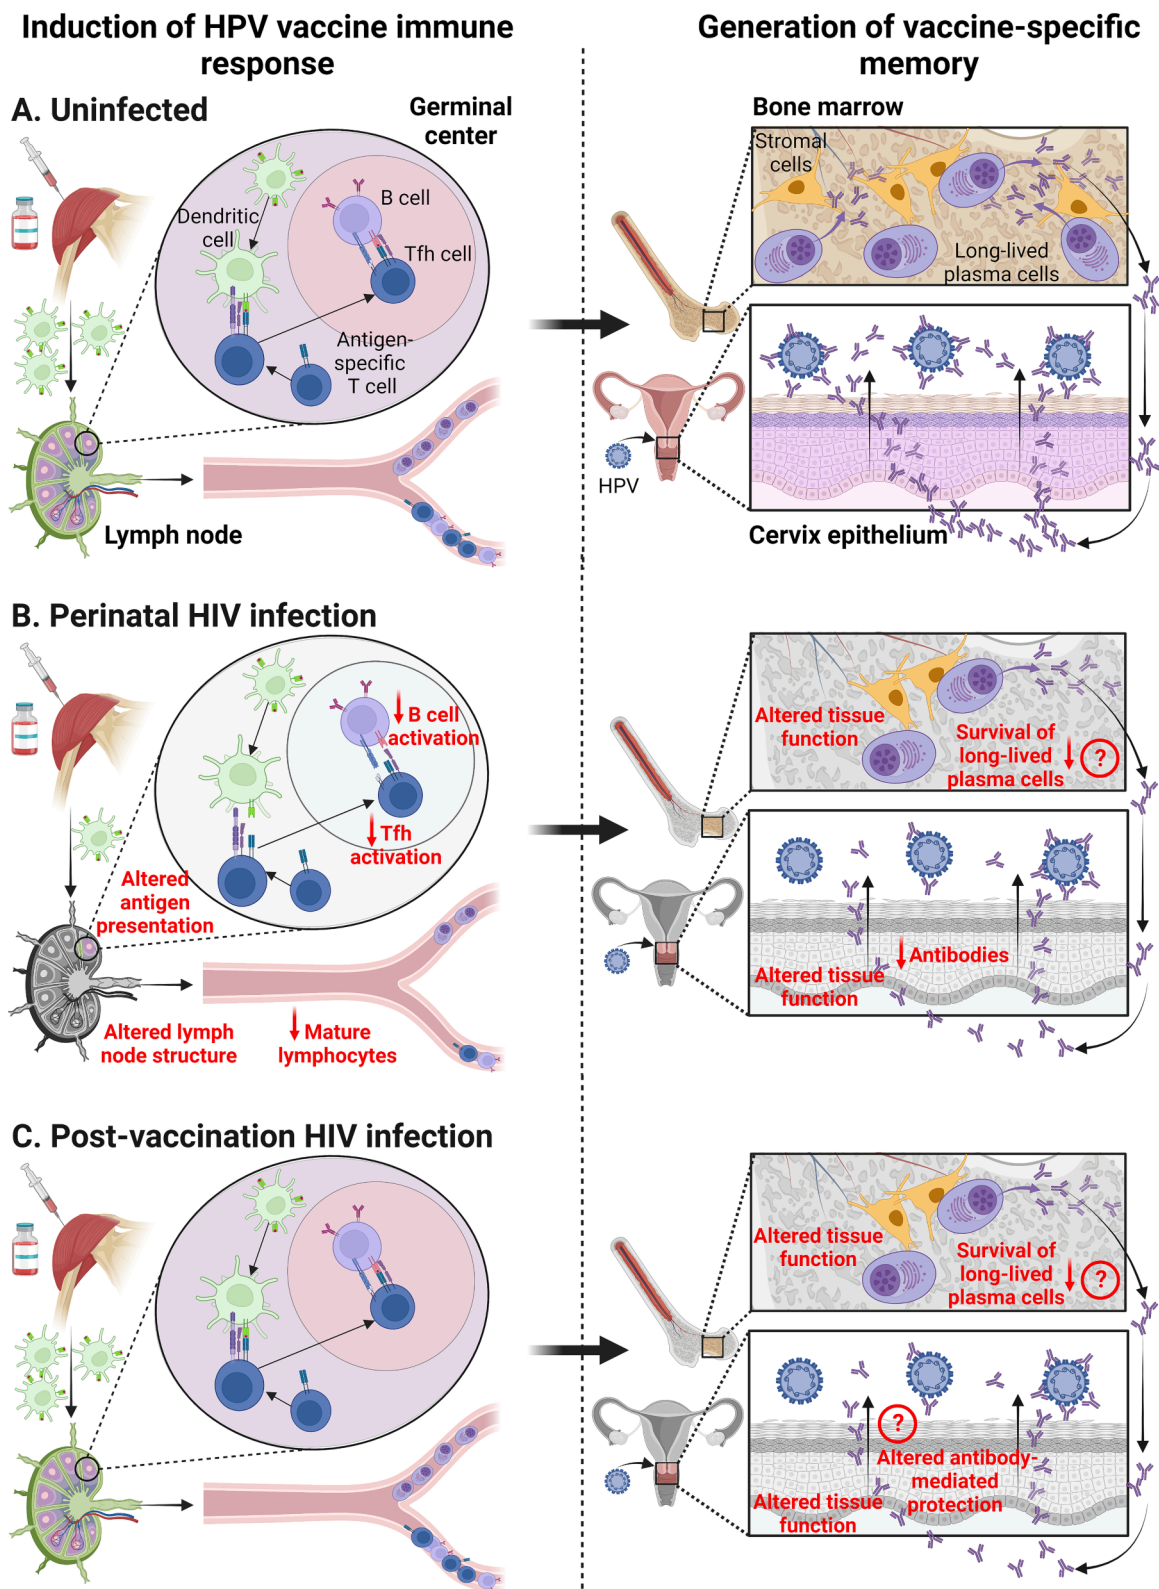 Induction of HPV vaccine immune
response
Generation of vaccine-specific
memory
A. Uninfected
Germinal
center
Dendritic
cell
B cell
Tfh cell
Antigen-
specific
T cell
Lymph node
Bone marrow
Stromal
cells
Long-lived
plasma cells
HPV
Cervix epithelium
B. Perinatal HIV infection
B cell
activation
Tfh
activation
Altered
antigen
presentation
Altered lymph
node structure
Mature
lymphocytes
Altered tissue
function
Survival of
long-lived
plasma cells
?
Antibodies
Altered tissue
function
C. Post-vaccination HIV infection
Altered tissue
function
Survival of
long-lived
plasma cells
?
?
Altered antibody-
mediated
protection
Altered tissue
function